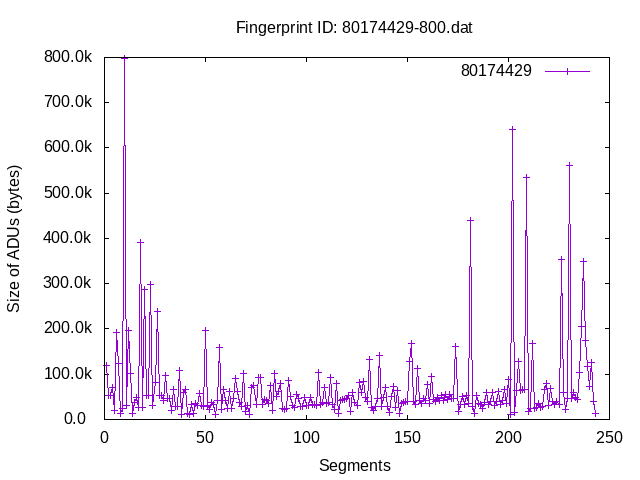 Fingerprint ID: 80174429-800.dat
800.0k
80174429
700.0k
600.0k
500.0k
400.0k
300.0k
200.0k
100.0k
0.0
Size of ADUs (bytes)
0 50 100 150 200 250
Segments